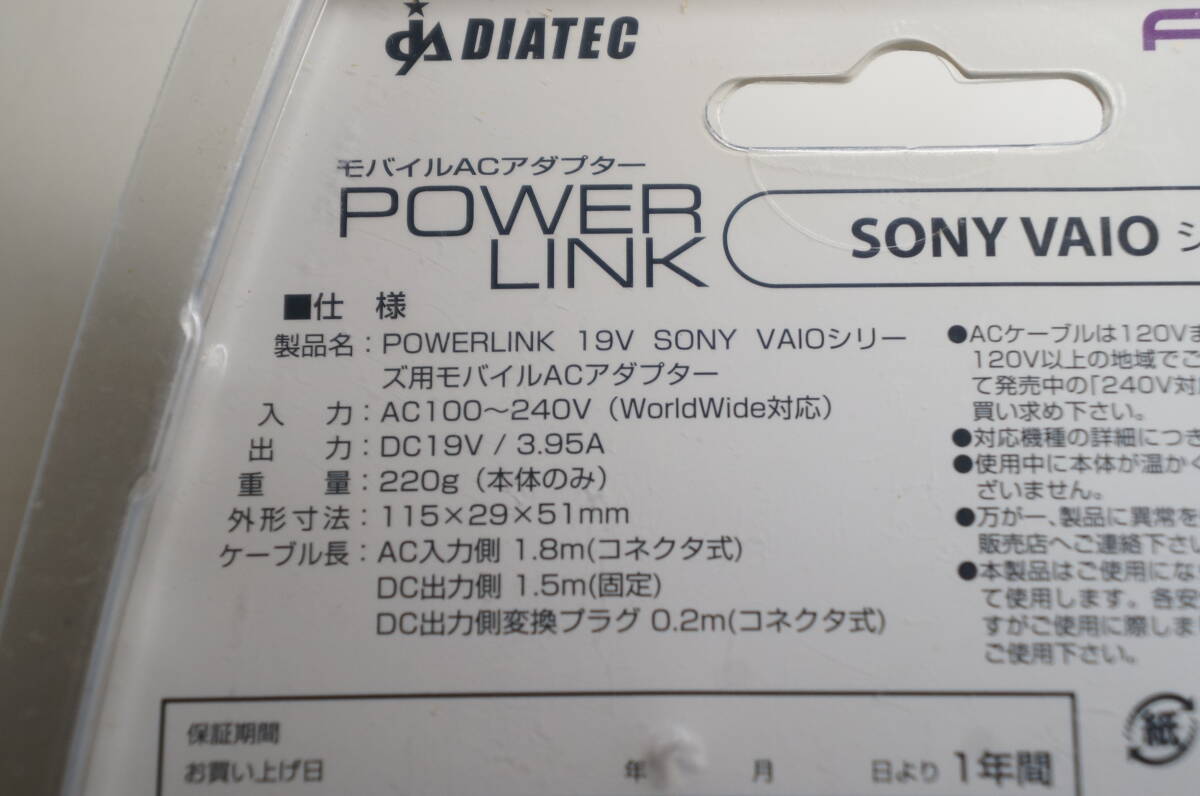 DIATEC
モバイルACアダプター
POWER
LINK
SONY VAIO シ
■仕 様
製品名：POWERLINK 19V SONY VAIOシリー
ズ用モバイルACアダプター
入 力：AC100～240V（WorldWide対応）
出 力：DC19V / 3.95A
重 量：220g（本体のみ）
外形寸法：115×29×51mm
ケーブル長：AC入力側 1.8m(コネクタ式)
DC出力側 1.5m(固定)
DC出力側変換プラグ 0.2m(コネクタ式)
●ACケーブルは120Vま
120V以上の地域でご
て発売中の「240V対
買い求め下さい。
●対応機種の詳細につき
●使用中に本体が温かく
ざいません。
●万が一、製品に異常を
販売店へご連絡下さい
●本製品はご使用にな
て使用します。各安
すがご使用に際しま
ご使用下さい。
保証期間
お買い上げ日 年 月 日より 1年間
紙